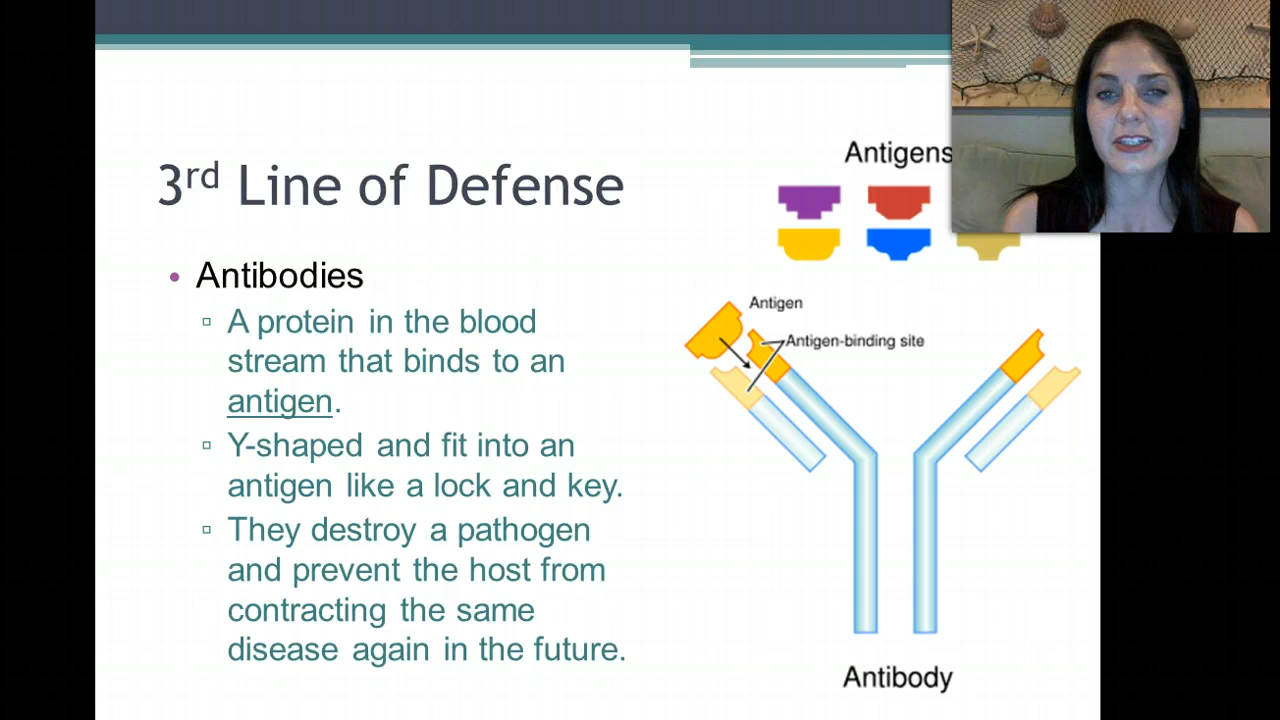 3rd Line of Defense
• Antibodies
▫ A protein in the blood
stream that binds to an
antigen.
▫ Y-shaped and fit into an
antigen like a lock and key.
▫ They destroy a pathogen
and prevent the host from
contracting the same
disease again in the future.
Antigens
Antigen
Antigen-binding site
Antibody